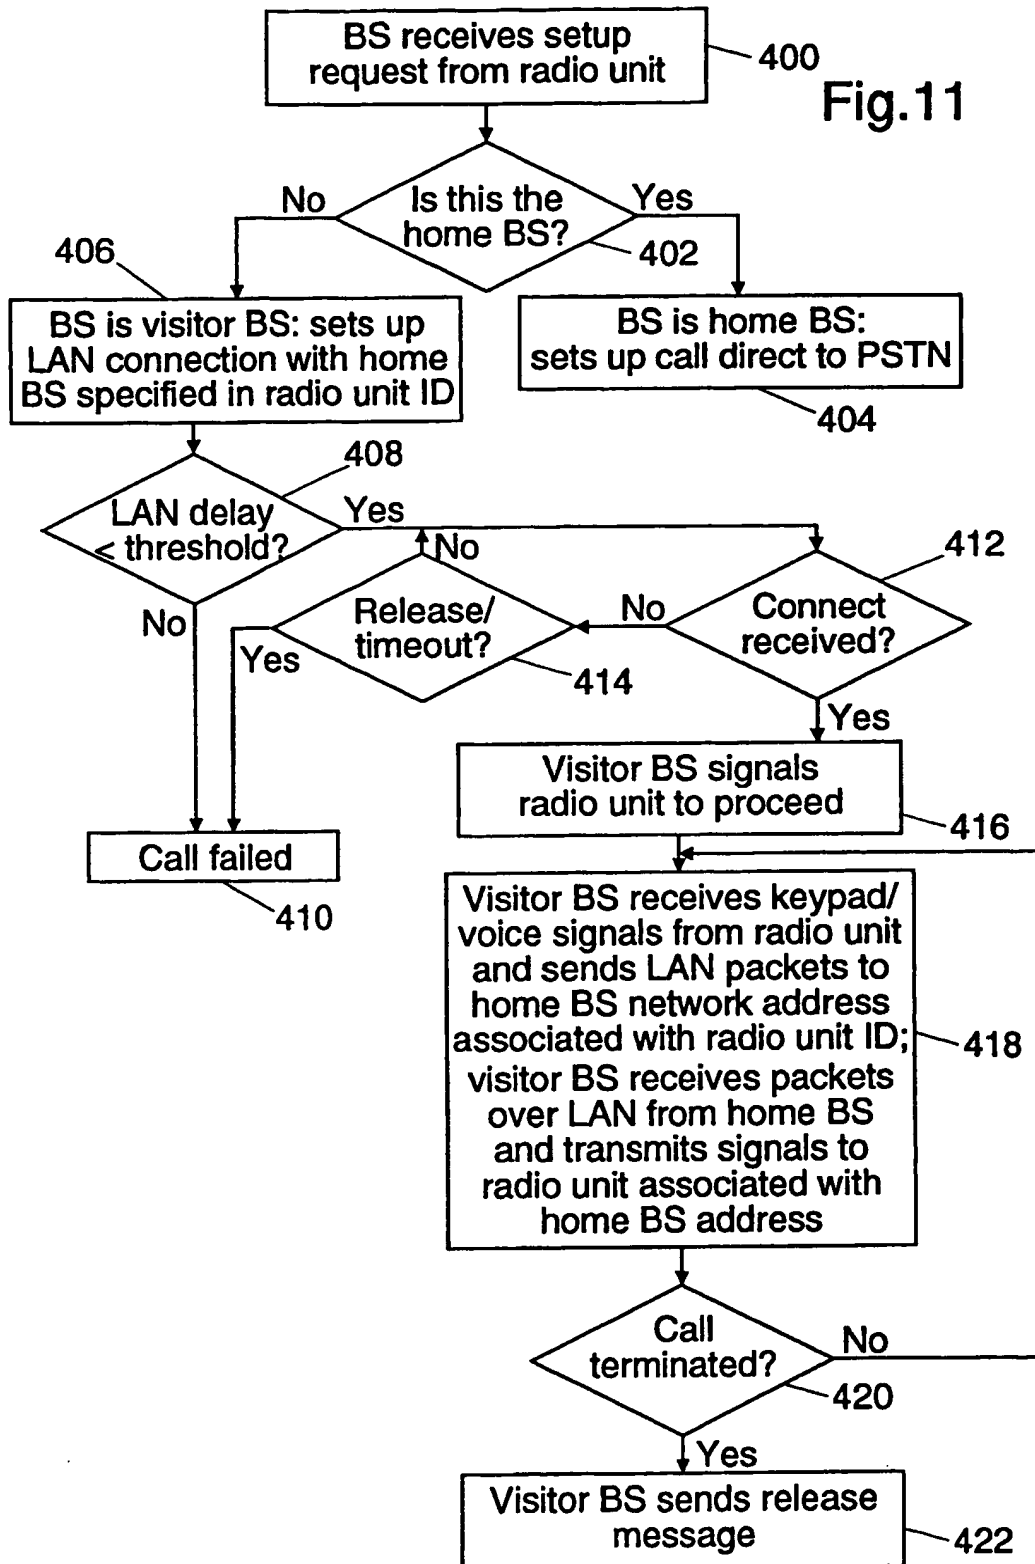 BS receives setup
request from radio unit
400
Fig.11
No
Is this the
home BS?
Yes
402
406
BS is visitor BS: sets up
LAN connection with home
BS specified in radio unit ID
BS is home BS:
sets up call direct to PSTN
404
408
LAN delay
< threshold?
Yes
No
412
Release/
timeout?
No
Connect
received?
No
Yes
414
Yes
Visitor BS signals
radio unit to proceed
416
Call failed
410
Visitor BS receives keypad/
voice signals from radio unit
and sends LAN packets to
home BS network address
associated with radio unit ID;
visitor BS receives packets
over LAN from home BS
and transmits signals to
radio unit associated with
home BS address
418
Call
terminated?
No
420
Yes
Visitor BS sends release
message
422